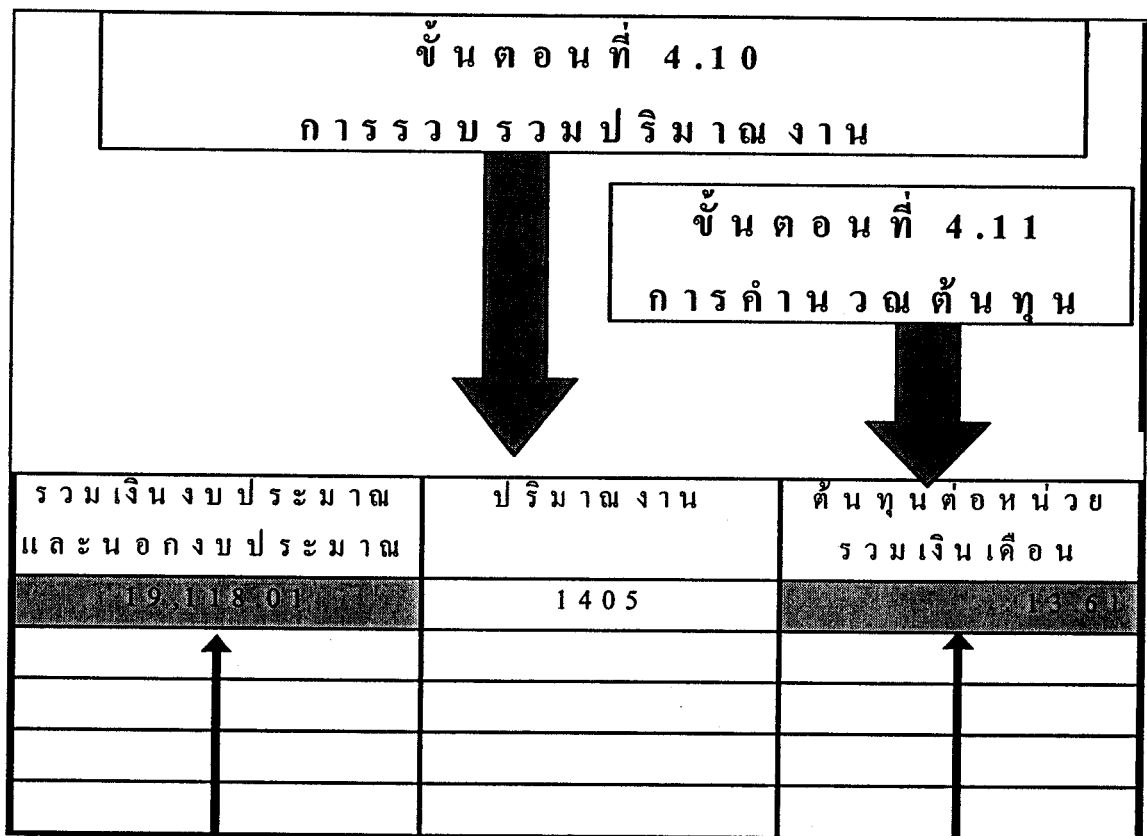 ขั้นตอนที่ 4.10
การรวบรวมปริมาณงาน
ขั้นตอนที่ 4.11
การคำนวณต้นทุน
รวมเงินงบประมาณ
และนอกงบประมาณ
ปริมาณงาน
ต้นทุนต่อหน่วย
รวมเงินเดือน
19,118.01
1405
13.61